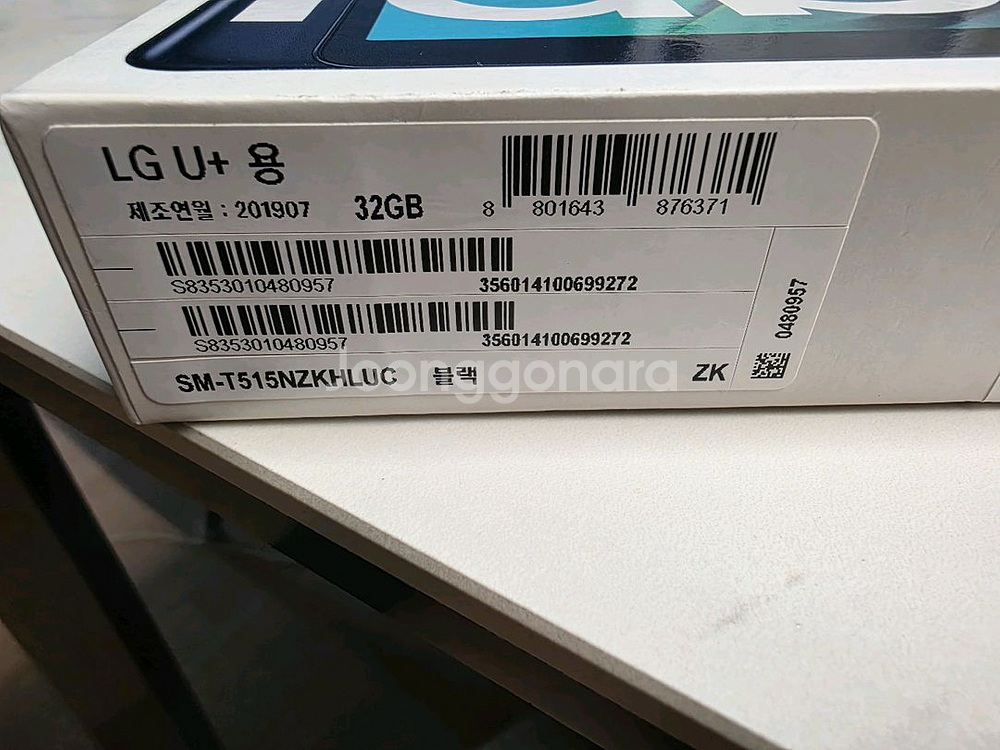 LG U+ 용
제조연월 : 201907 32GB
8 801643 876371
S8353010480957 356014100699272
S8353010480957 356014100699272
0480957
SM-T515NZKHLUC 블랙 ZK
joonggonara